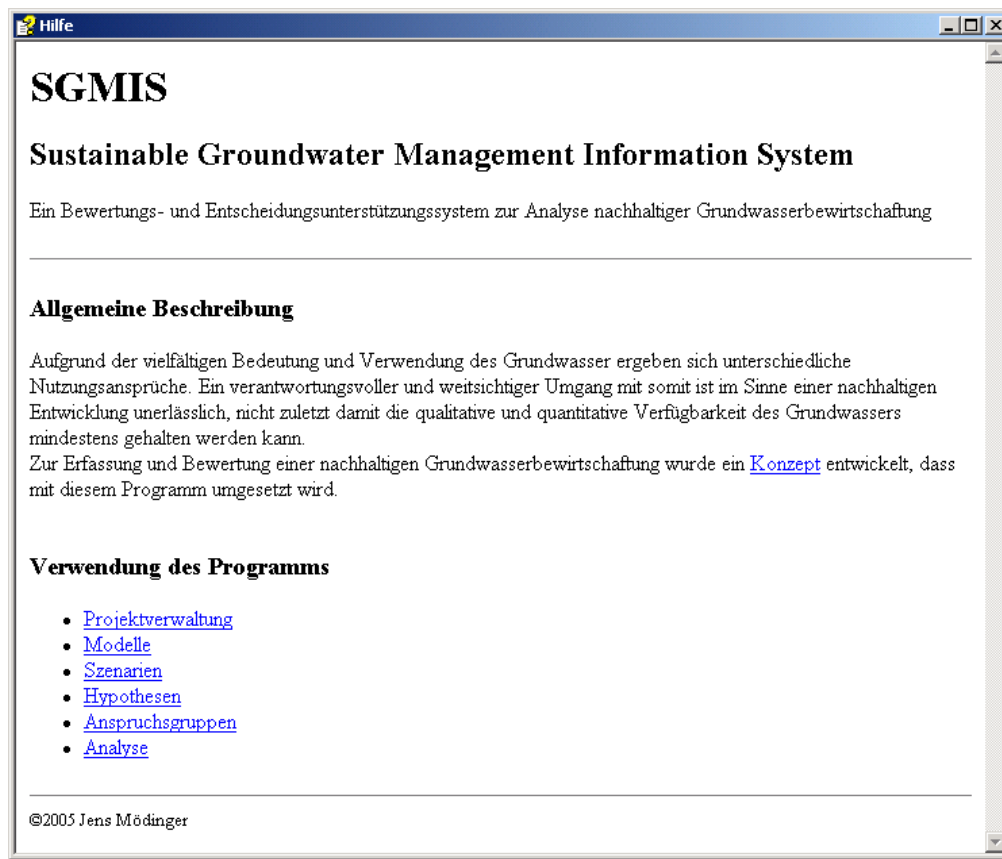 Hilfe
SGMIS
Sustainable Groundwater Management Information System
Ein Bewertungs- und Entscheidungsunterstützungssystem zur Analyse nachhaltiger Grundwasserbewirtschaftung
Allgemeine Beschreibung
Aufgrund der vielfältigen Bedeutung und Verwendung des Grundwasser ergeben sich unterschiedliche
Nutzungsansprüche. Ein verantwortungsvoller und weitsichtiger Umgang mit somit ist im Sinne einer nachhaltigen
Entwicklung unerlässlich, nicht zuletzt damit die qualitative und quantitative Verfügbarkeit des Grundwassers
mindestens gehalten werden kann.
Zur Erfassung und Bewertung einer nachhaltigen Grundwasserbewirtschaftung wurde ein Konzept entwickelt, dass
mit diesem Programm umgesetzt wird.
Verwendung des Programms
• Projektverwaltung
• Modelle
• Szenarien
• Hypothesen
• Anspruchsgruppen
• Analyse
©2005 Jens Mödinger